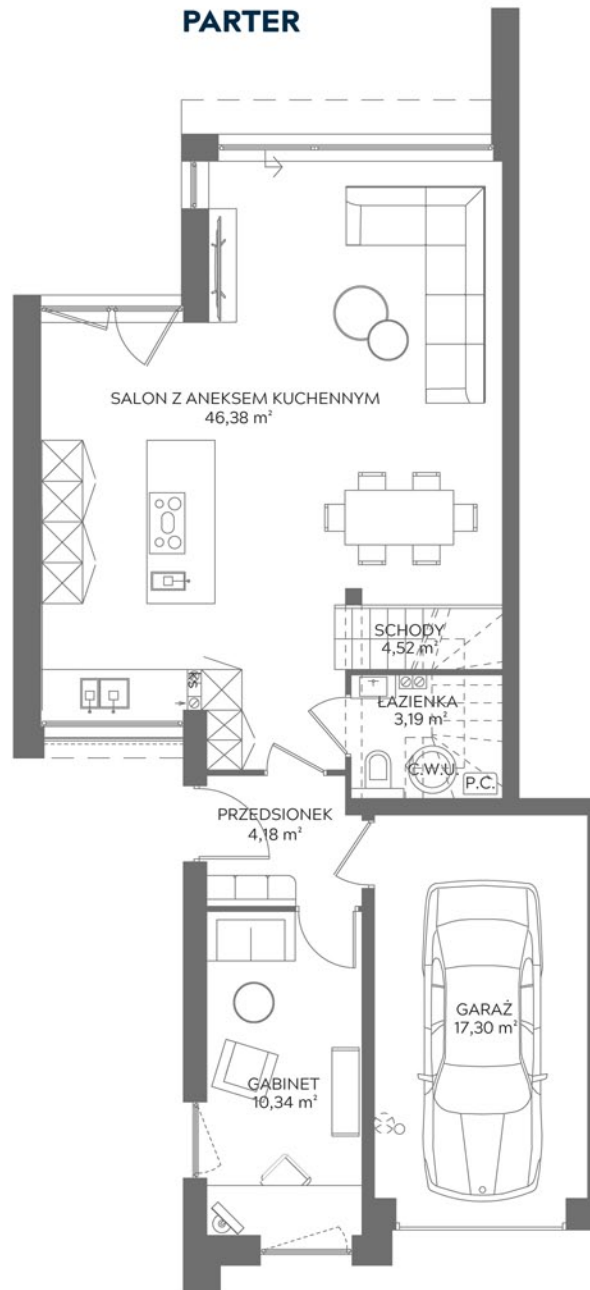 PARTER
SALON Z ANEKSEM KUCHENNYM
46,38 m²
SCHODY
4,52 m²
KS
ŁAZIENKA
3,19 m²
C.W.U.
P.C.
PRZEDSIONEK
4,18 m²
GARAŻ
17,30 m²
GABINET
10,34 m²